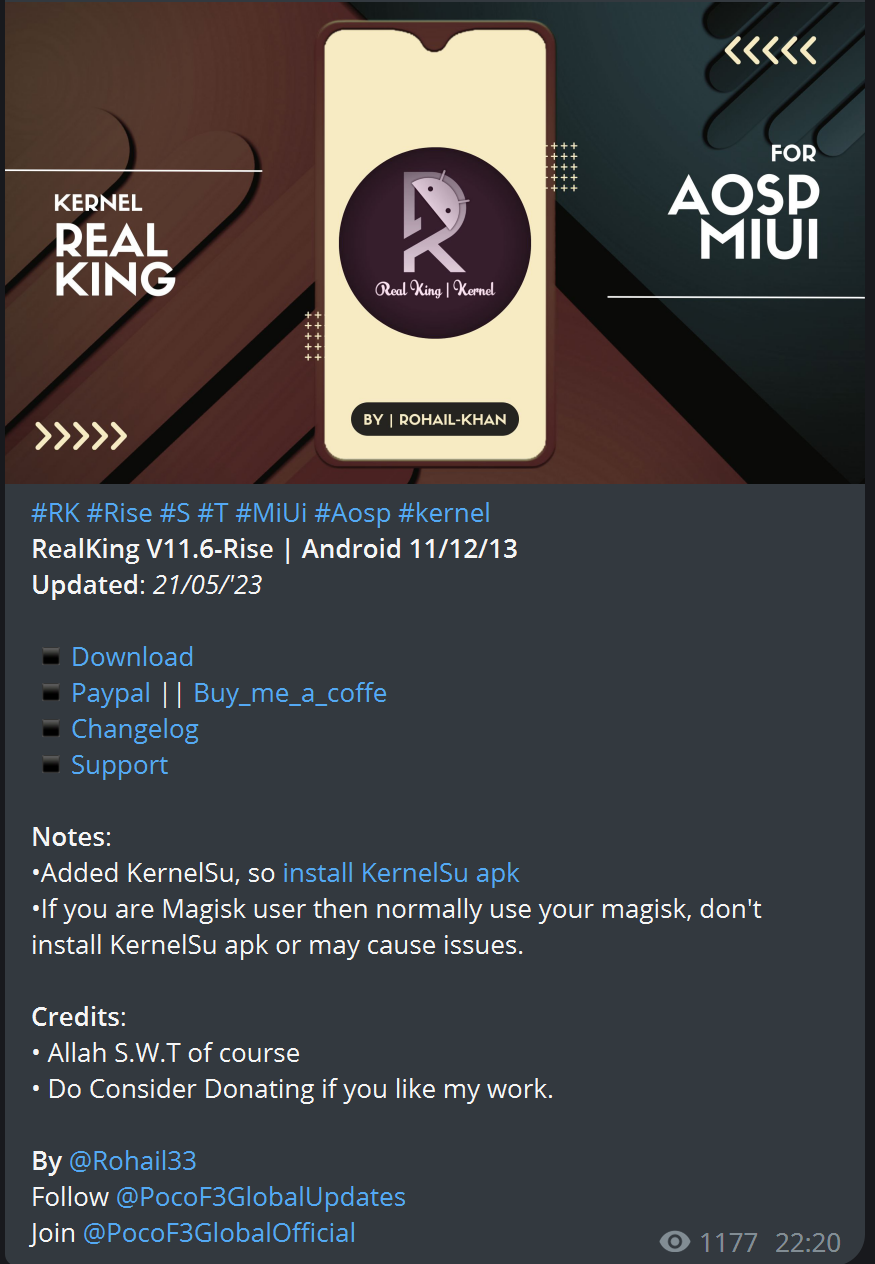 KERNEL
REAL
KING
FOR
AOSP
MIUI
R
Real King | Kernel
BY | ROHAIL-KHAN
#RK #Rise #S #T #MiUi #Aosp #kernel
RealKing V11.6-Rise | Android 11/12/13
Updated: 21/05/'23
▪ Download
▪ Paypal || Buy_me_a_coffe
▪ Changelog
▪ Support
Notes:
•Added KernelSu, so install KernelSu apk
•If you are Magisk user then normally use your magisk, don't
install KernelSu apk or may cause issues.
Credits:
• Allah S.W.T of course
• Do Consider Donating if you like my work.
By @Rohail33
Follow @PocoF3GlobalUpdates
Join @PocoF3GlobalOfficial
1177 22:20